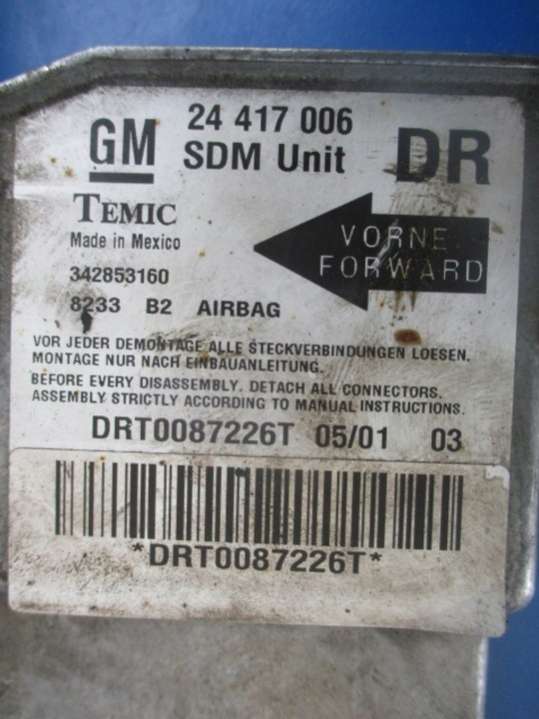 GM 24 417 006 DR
SDM Unit
TEMIC
Made in Mexico
VORNE
FORWARD
342853160
8233 B2 AIRBAG
VOR JEDER DEMONTAGE ALLE STECKVERBINDUNGEN LOESEN.
MONTAGE NUR NACH EINBAUANLEITUNG.
BEFORE EVERY DISASSEMBLY, DETACH ALL CONNECTORS.
ASSEMBLY STRICTLY ACCORDING TO MANUAL INSTRUCTIONS.
DRT0087226T 05/01 03
*DRT0087226T*